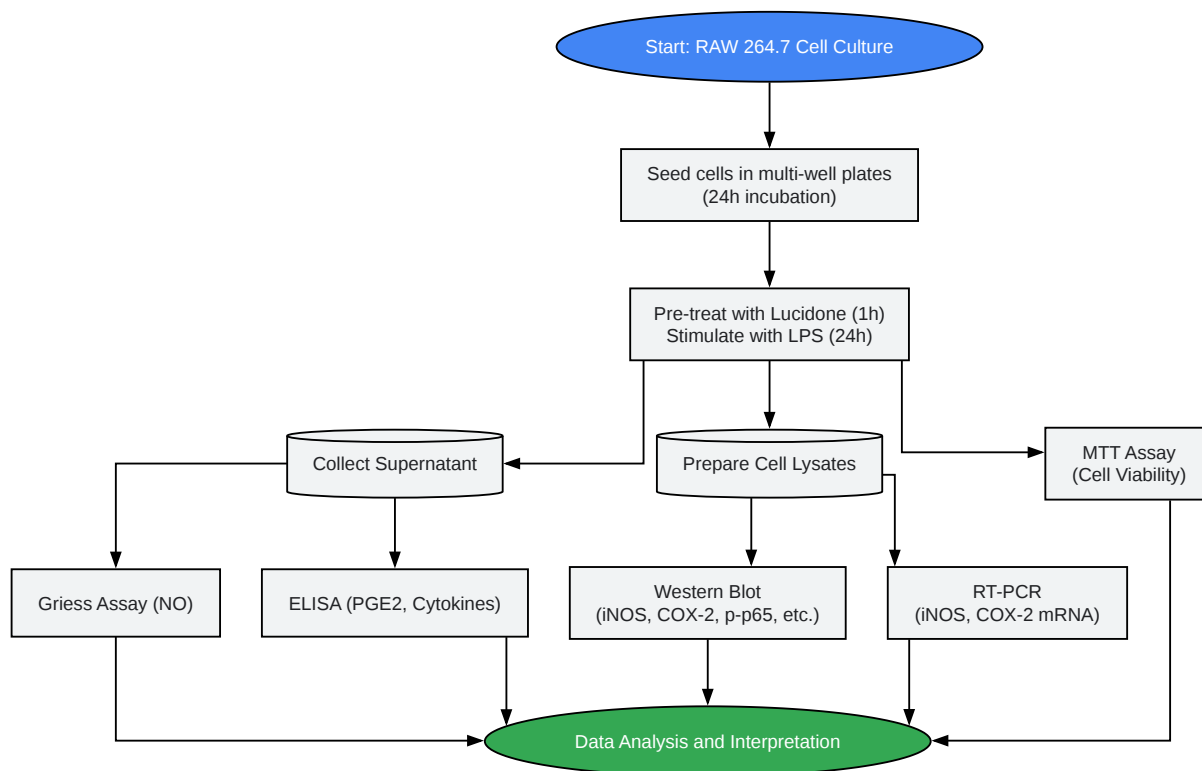 Start: RAW 264.7 Cell Culture
Seed cells in multi-well plates
(24h incubation)
Pre-treat with Lucidone (1h)
Stimulate with LPS (24h)
Collect Supernatant
Prepare Cell Lysates
MTT Assay
(Cell Viability)
Griess Assay (NO)
ELISA (PGE2, Cytokines)
Western Blot
(iNOS, COX-2, p-p65, etc.)
RT-PCR
(iNOS, COX-2 mRNA)
Data Analysis and Interpretation